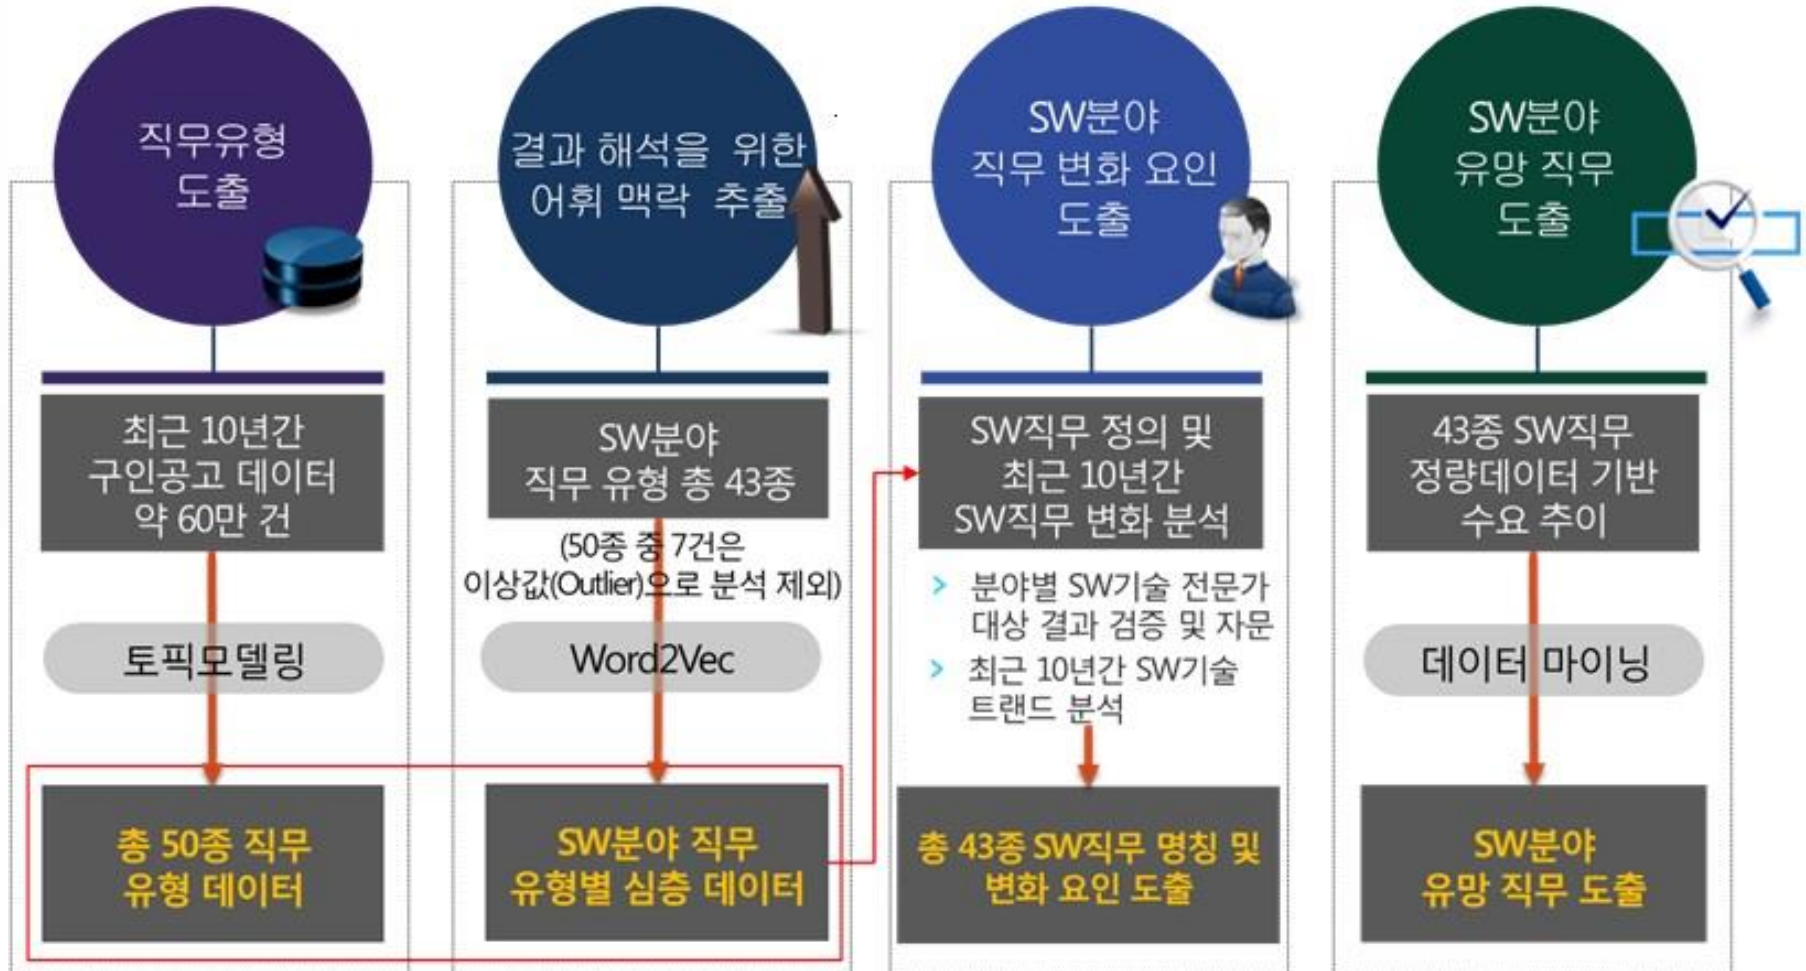 직무유형
도출
최근 10년간
구인공고 데이터
약 60만 건
토픽모델링
총 50종 직무
유형 데이터
결과 해석을 위한
어휘 맥락 추출
SW분야
직무 유형 총 43종
(50종 중 7건은
이상값(Outlier)으로 분석 제외)
Word2Vec
SW분야 직무
유형별 심층 데이터
SW분야
직무 변화 요인
도출
SW직무 정의 및
최근 10년간
SW직무 변화 분석
> 분야별 SW기술 전문가
대상 결과 검증 및 자문
> 최근 10년간 SW기술
트랜드 분석
총 43종 SW직무 명칭 및
변화 요인 도출
SW분야
유망 직무
도출
43종 SW직무
정량데이터 기반
수요 추이
데이터 마이닝
SW분야
유망 직무 도출